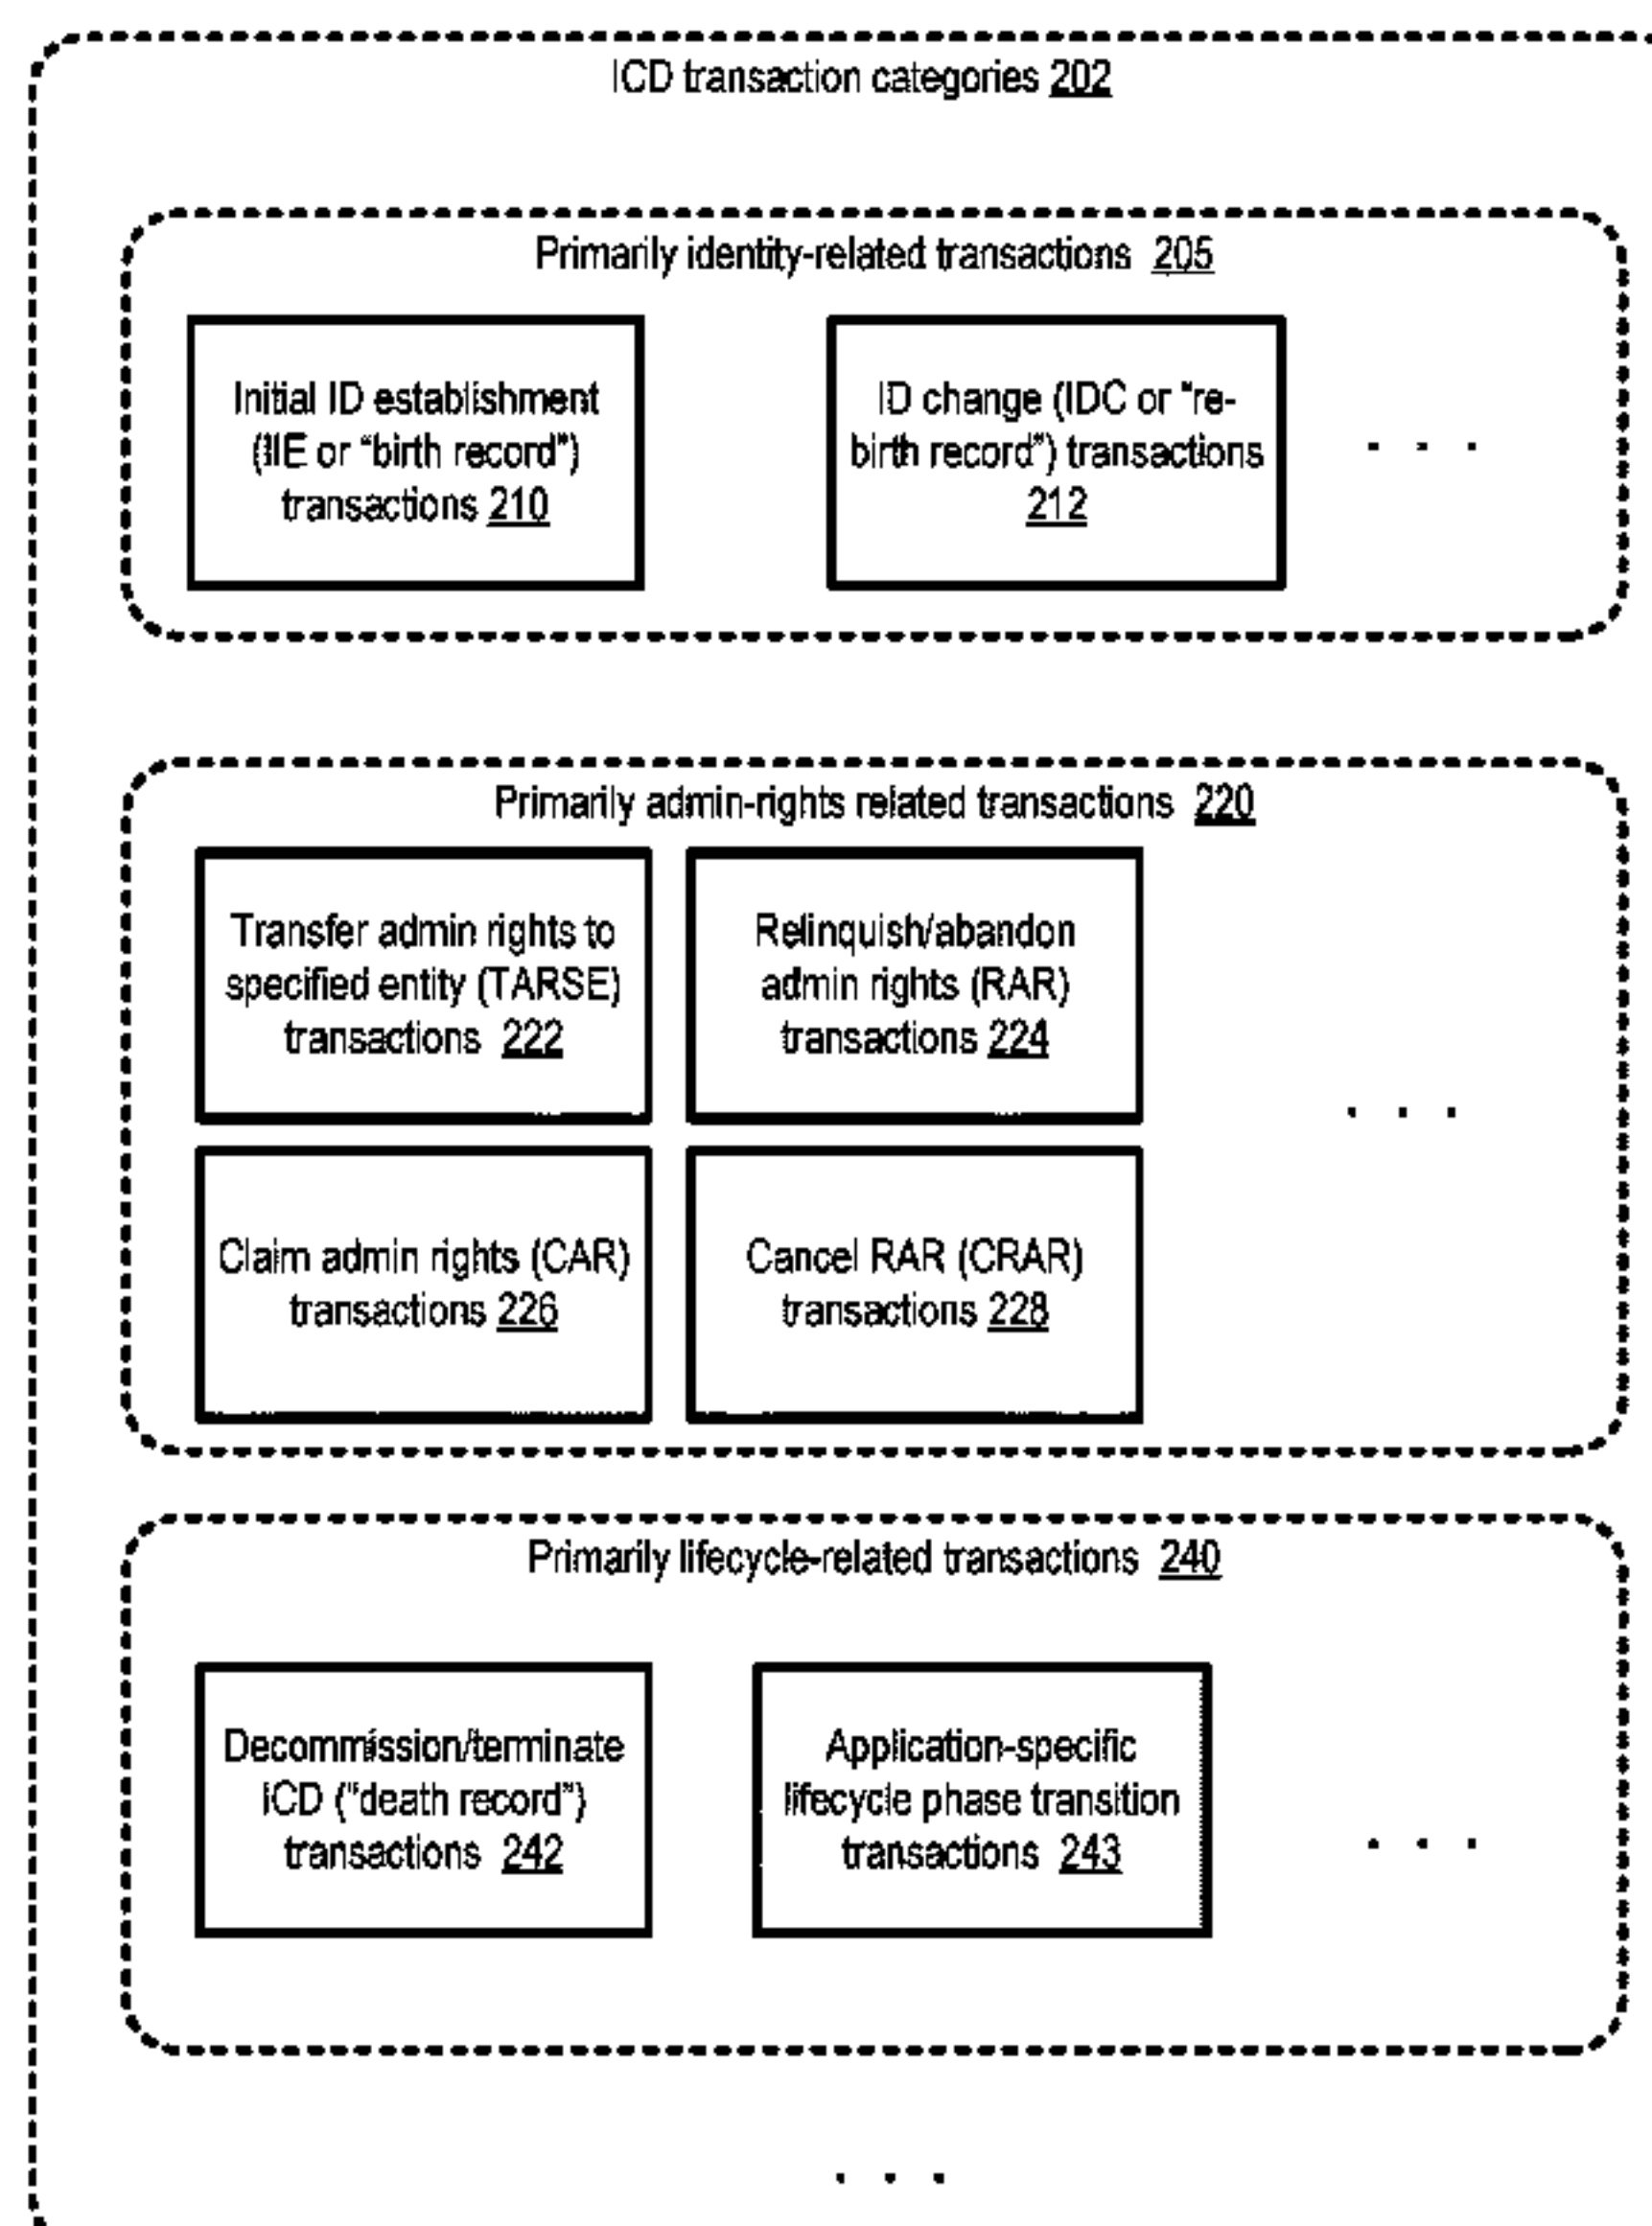 ICD transaction categories 202
Primarily identity-related transactions 205
Initial ID establishment
(IIE or “birth record”)
transactions 210
ID change (IDC or “re-
birth record”) transactions
212
. . .
Primarily admin-rights related transactions 220
Transfer admin rights to
specified entity (TARSE)
transactions 222
Relinquish/abandon
admin rights (RAR)
transactions 224
. . .
Claim admin rights (CAR)
transactions 226
Cancel RAR (CRAR)
transactions 228
Primarily lifecycle-related transactions 240
Decommission/terminate
ICD (“death record”)
transactions 242
Application-specific
lifecycle phase transition
transactions 243
. . .
. . .